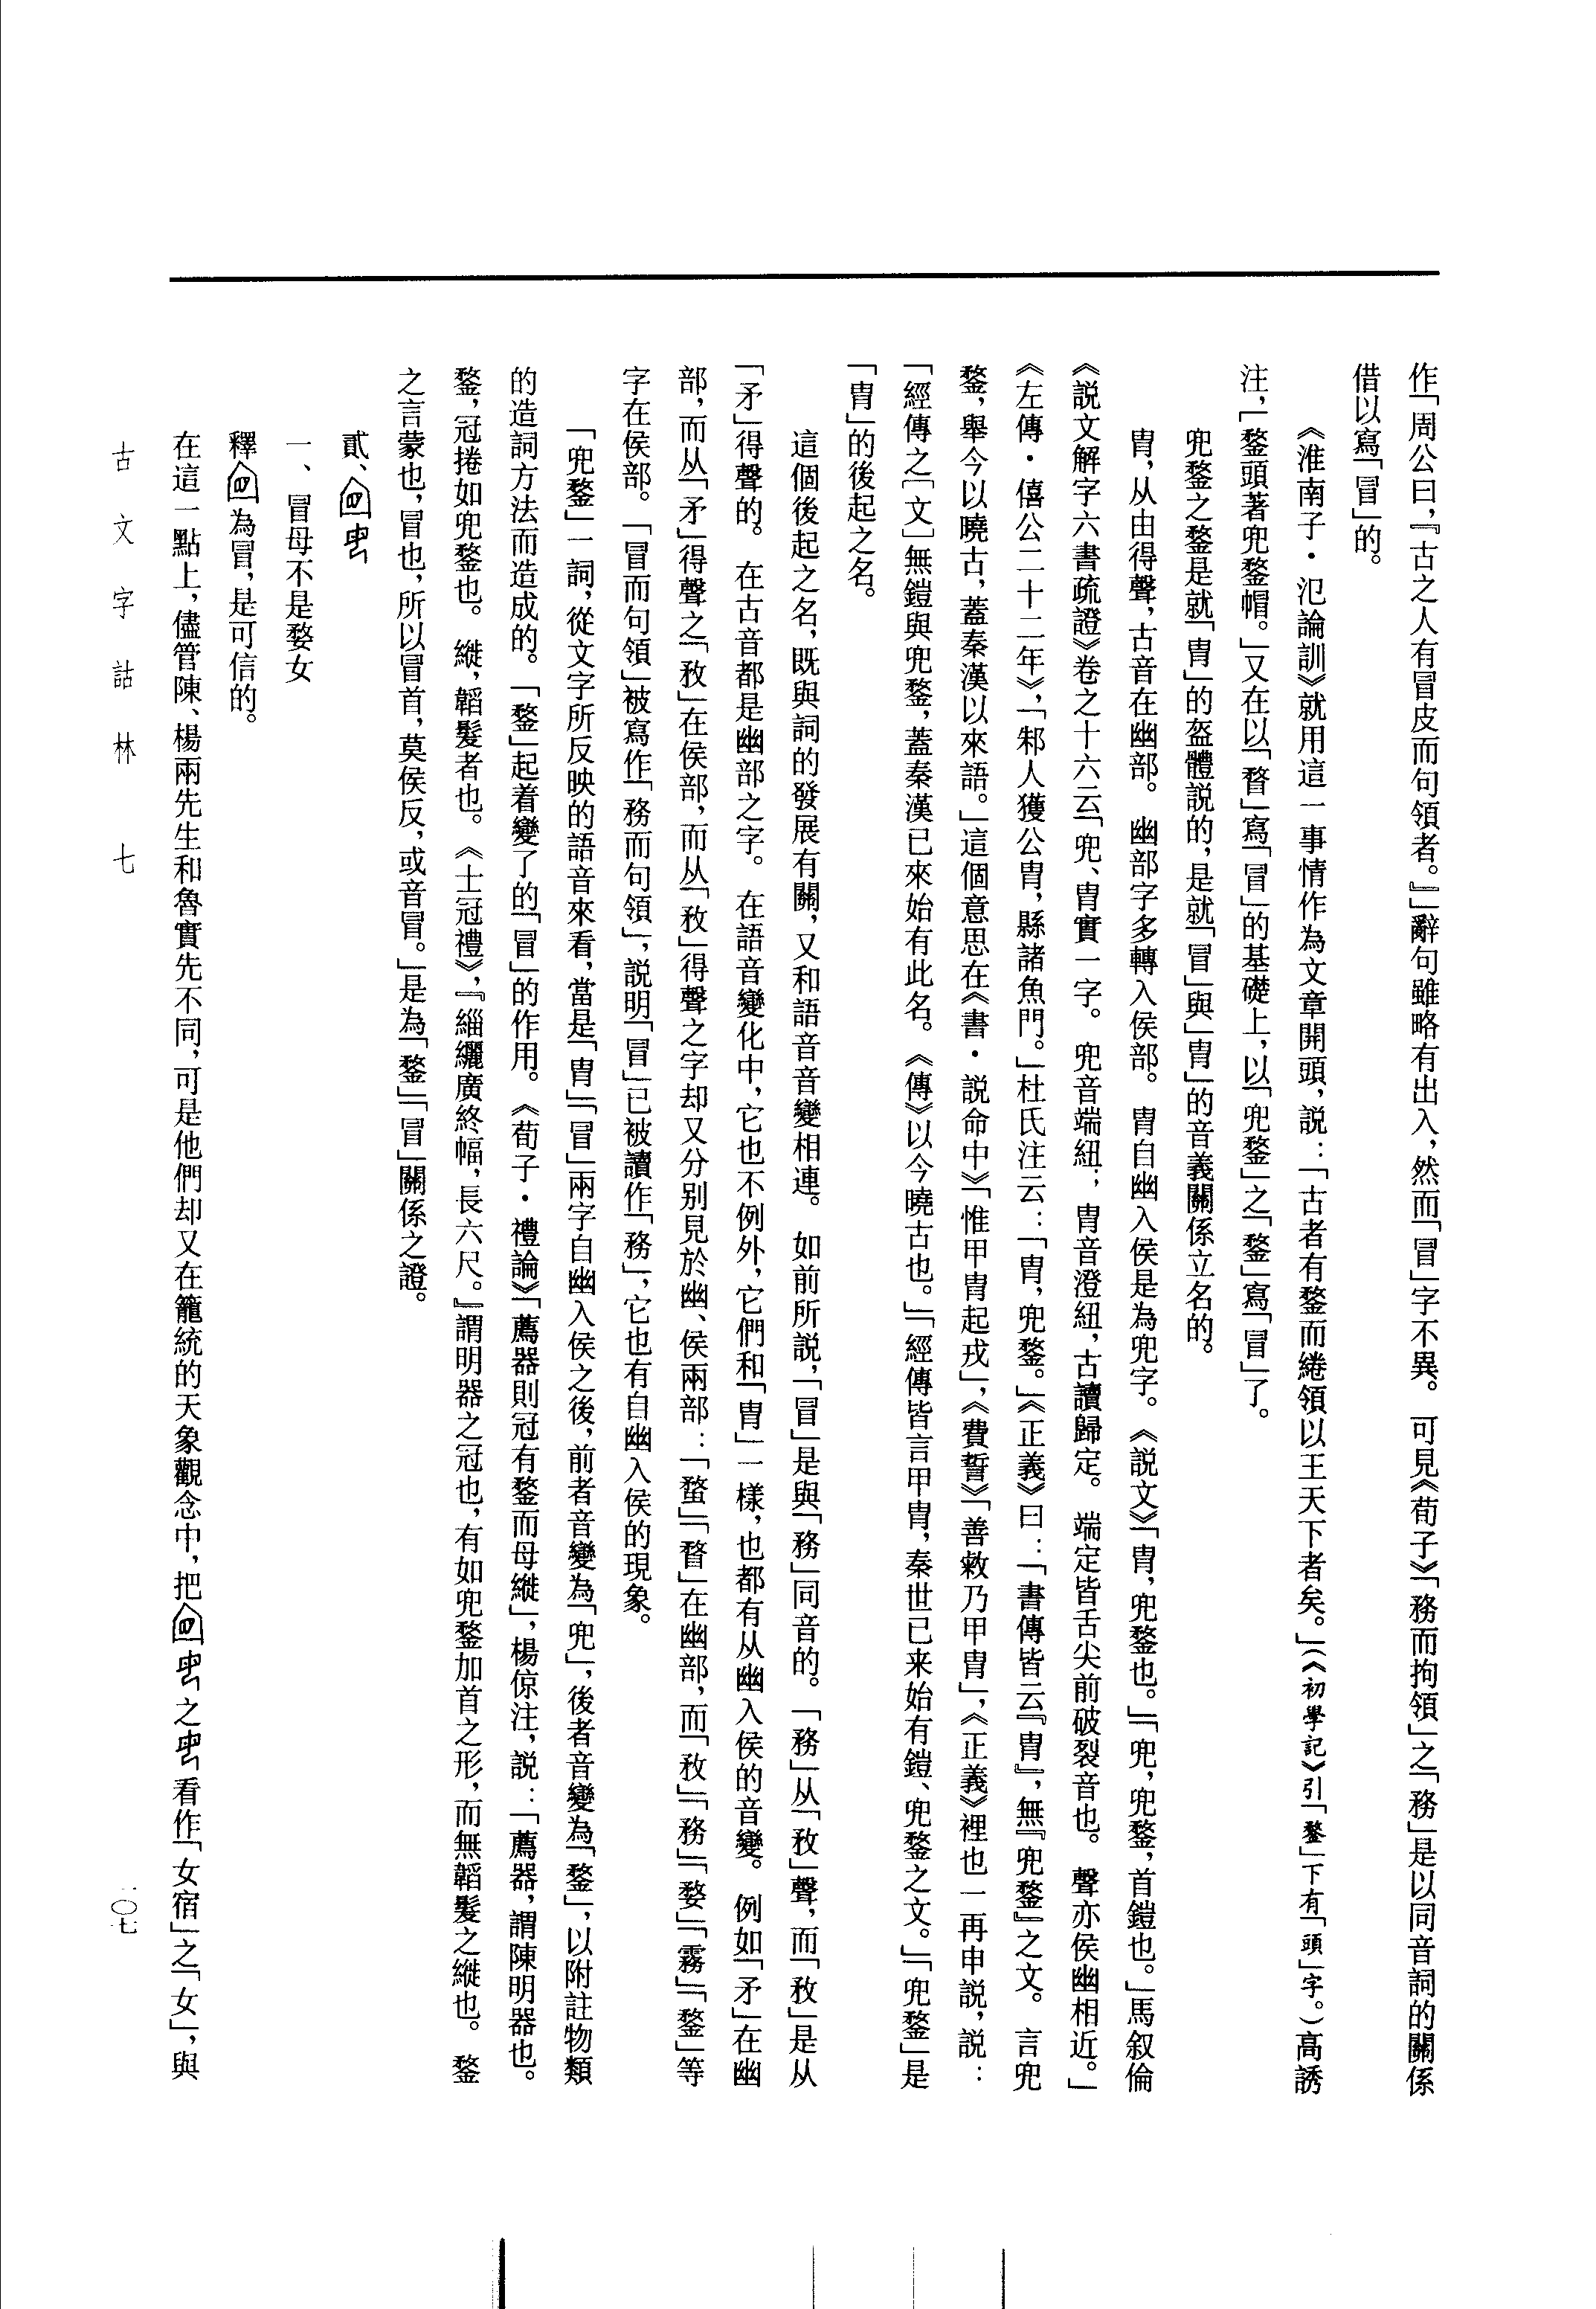 作「周公曰，『古之人有冒皮而句領者。』」辭句雖略有出入，然而「冒」字不異。可見《荀子》「務而拘領」之「務」是以同音詞的關係
借以寫「冒」的。
《淮南子·氾論訓》就用這一事情作為文章開頭，説：「古者有鍪而綣領以王天下者矣。」（《初學記》引「鍪」下有「頭」字。）高誘
注，「鍪頭著兜鍪帽。」又在以「瞀」寫「冒」的基礎上，以「兜鍪」之「鍪」寫「冒」了。
兜鍪之鍪是就「冑」的盔體説的，是就「冒」與「冑」的音義關係立名的。
冑，从由得聲，古音在幽部。幽部字多轉入侯部。冑自幽入侯是為兜字。《説文》「冑，兜鍪也。」「兜，兜鍪，首鎧也。」馬叙倫
《説文解字六書疏證》卷之十六云「兜、冑實一字。兜音端紐；冑音澄紐，古讀歸定。端定皆舌尖前破裂音也。聲亦侯幽相近。」
《左傳·僖公二十二年》，「邾人獲公冑，縣諸魚門。」杜氏注云：「冑，兜鍪。」《正義》曰：「書傳皆云『冑』，無『兜鍪』之文。言兜
鍪，舉今以曉古，蓋秦漢以來語。」這個意思在《書·説命中》「惟甲冑起戎」，《費誓》「善敹乃甲冑」，《正義》裡也一再申説，説：
「經傳之［文］無鎧與兜鍪，蓋秦漢已來始有此名。《傳》以今曉古也。」「經傳皆言甲冑，秦世已来始有鎧、兜鍪之文。」「兜鍪」是
「冑」的後起之名。
這個後起之名，既與詞的發展有關，又和語音音變相連。如前所説，「冒」是與「務」同音的。「務」从「敄」聲，而「敄」是从
「矛」得聲的。在古音都是幽部之字。在語音變化中，它也不例外，它們和「冑」一樣，也都有从幽入侯的音變。例如「矛」在幽
部，而从「矛」得聲之「敄」在侯部，而从「敄」得聲之字却又分別見於幽、侯兩部：「蝥」「瞀」在幽部，而「敄」「務」「婺」「霧」「鍪」等
字在侯部。「冒而句領」被寫作「務而句領」，説明「冒」已被讀作「務」，它也有自幽入侯的現象。
「兜鍪」一詞，從文字所反映的語音來看，當是「冑」「冒」兩字自幽入侯之後，前者音變為「兜」，後者音變為「鍪」，以附註物類
的造詞方法而造成的。「鍪」起着變了的「冒」的作用。《荀子·禮論》「薦器則冠有鍪而毋縰」，楊倞注，説：「薦器，謂陳明器也。
鍪，冠捲如兜鍪也。縰，韜髮者也。《士冠禮》，『緇纚廣終幅，長六尺。』謂明器之冠也，有如兜鍪加首之形，而無韜髮之縰也。鍪
之言蒙也，冒也，所以冒首，莫侯反，或音冒。」是為「鍪」「冒」關係之證。
貳、
一、冒母不是婺女
釋為冒，是可信的。
在這一點上，儘管陳、楊兩先生和魯實先不同，可是他們却又在籠統的天象觀念中，把之看作「女宿」之「女」，與
古文字詁林 七
一〇七